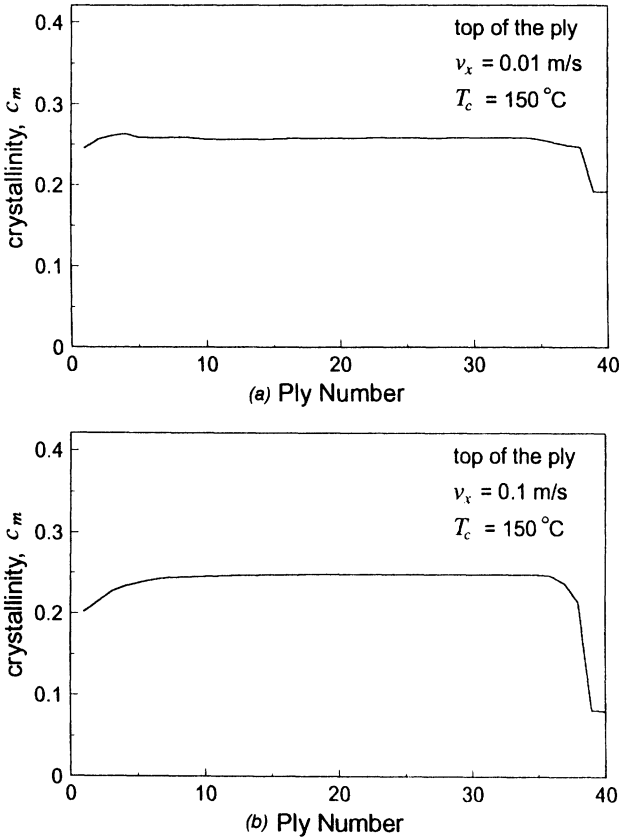 0.4
0.3
0.2
0.1
0
crystallinity, c_m
top of the ply
v_x = 0.01 m/s
T_c = 150 °C
0 10 20 30 40
(a) Ply Number
0.4
0.3
0.2
0.1
0
crystallinity, c_m
top of the ply
v_x = 0.1 m/s
T_c = 150 °C
0 10 20 30 40
(b) Ply Number